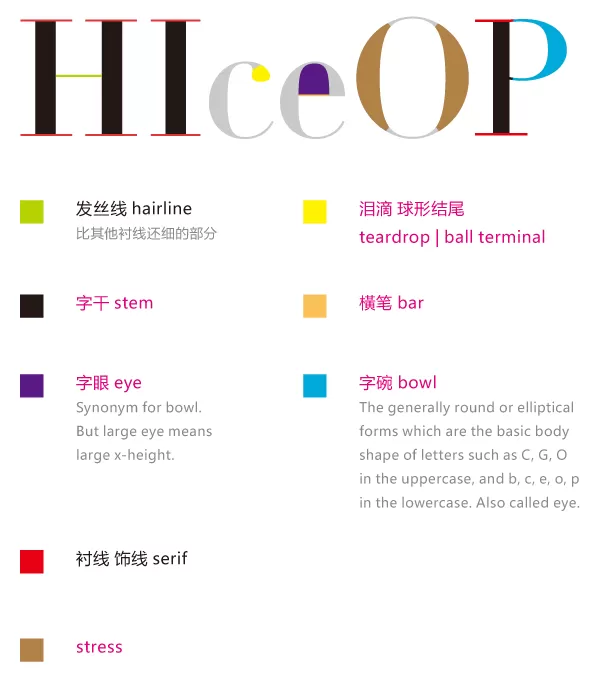 HIceOP
发丝线 hairline
比其他衬线还细的部分
泪滴 球形结尾
teardrop | ball terminal
字干 stem
橫笔 bar
字眼 eye
Synonym for bowl.
But large eye means
large x-height.
字碗 bowl
The generally round or elliptical
forms which are the basic body
shape of letters such as C, G, O
in the uppercase, and b, c, e, o, p
in the lowercase. Also called eye.
衬线 饰线 serif
stress